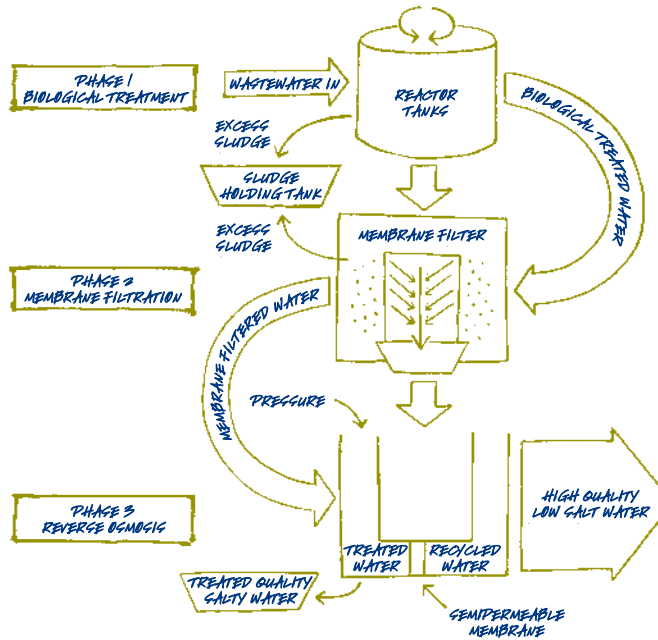 PHASE 1
BIOLOGICAL TREATMENT
WASTEWATER IN
REACTOR
TANKS
BIOLOGICAL TREATED WATER
EXCESS
SLUDGE
SLUDGE
HOLDING TANK
EXCESS
SLUDGE
MEMBRANE FILTER
PHASE 2
MEMBRANE FILTRATION
MEMBRANE FILTERED WATER
PRESSURE
PHASE 3
REVERSE OSMOSIS
HIGH QUALITY
LOW SALT WATER
TREATED
WATER
RECYCLED
WATER
TREATED QUALITY
SALTY WATER
SEMIPERMEABLE
MEMBRANE